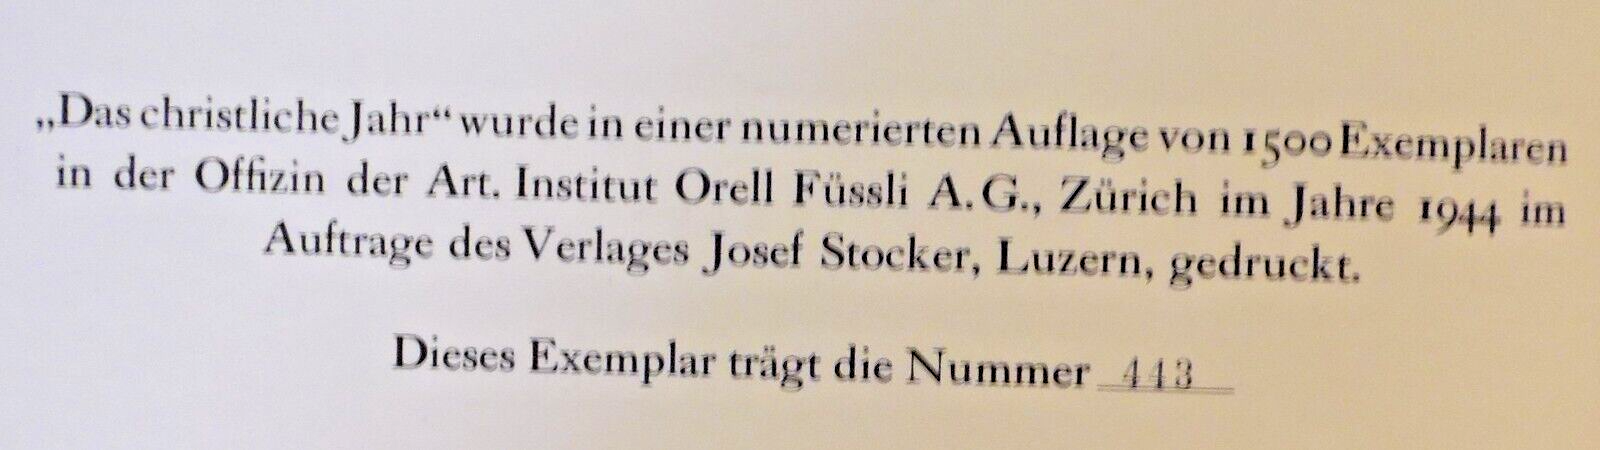 „Das christliche Jahr“ wurde in einer numerierten Auflage von 1500 Exemplaren
in der Offizin der Art. Institut Orell Füssli A. G., Zürich im Jahre 1944 im
Auftrage des Verlages Josef Stocker, Luzern, gedruckt.
Dieses Exemplar trägt die Nummer 443